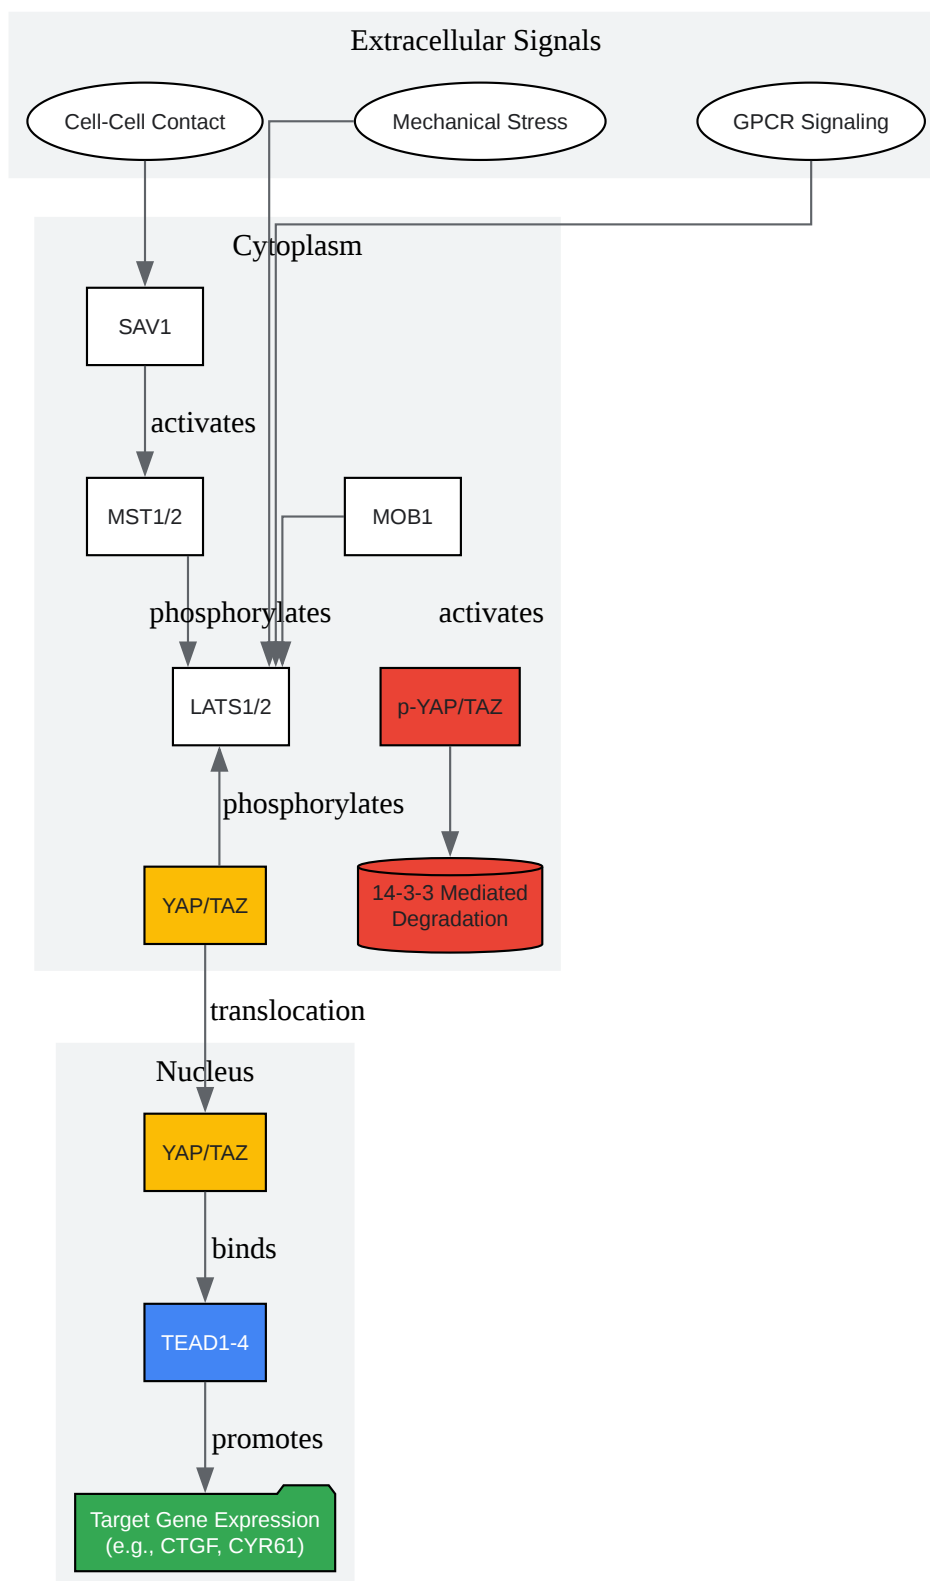 Extracellular Signals
Cell-Cell Contact
Mechanical Stress
GPCR Signaling
Cytoplasm
SAV1
activates
MST1/2
MOB1
phosphorylates
activates
LATS1/2
p-YAP/TAZ
phosphorylates
YAP/TAZ
14-3-3 Mediated
Degradation
translocation
Nucleus
YAP/TAZ
binds
TEAD1-4
promotes
Target Gene Expression
(e.g., CTGF, CYR61)